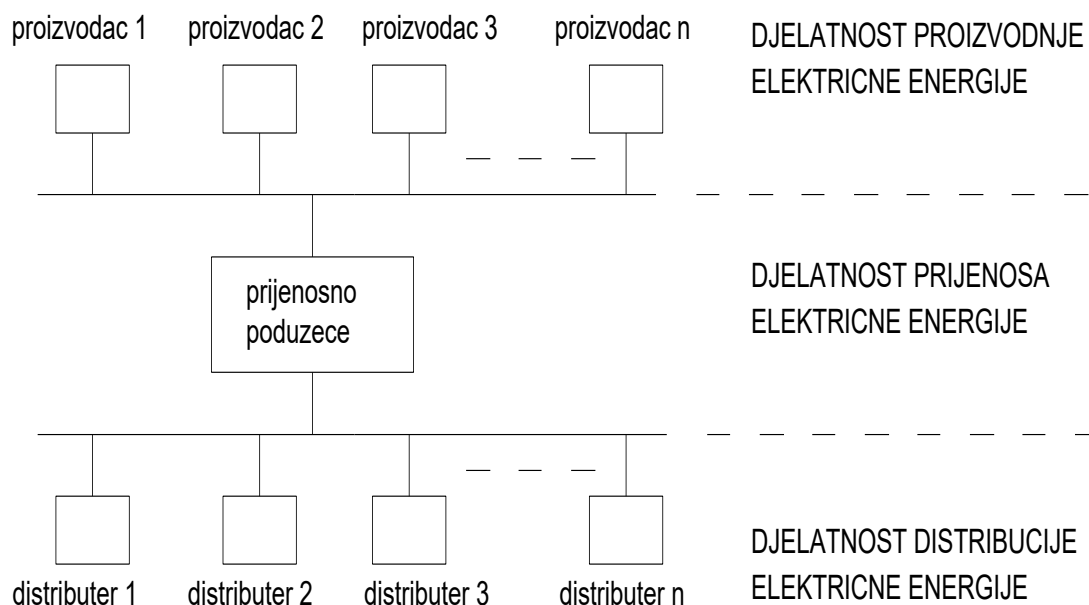 proizvodac 1
proizvodac 2
proizvodac 3
proizvodac n
DJELATNOST PROIZVODNJE
ELEKTRICNE ENERGIJE
prijenosno
poduzece
DJELATNOST PRIJENOSA
ELEKTRICNE ENERGIJE
distributer 1
distributer 2
distributer 3
distributer n
DJELATNOST DISTRIBUCIJE
ELEKTRICNE ENERGIJE